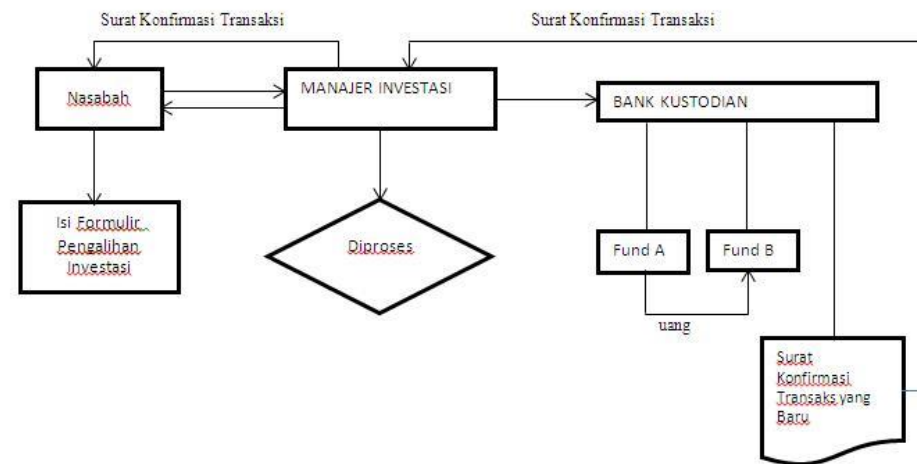 Surat Konfirmasi Transaksi
Surat Konfirmasi Transaksi
Nasabah
MANAJER INVESTASI
BANK KUSTODIAN
Isi Formulir
Pengalihan
Investasi
Diproses
Fund A
Fund B
uang
Surat
Konfirmasi
Transaks yang
Baru